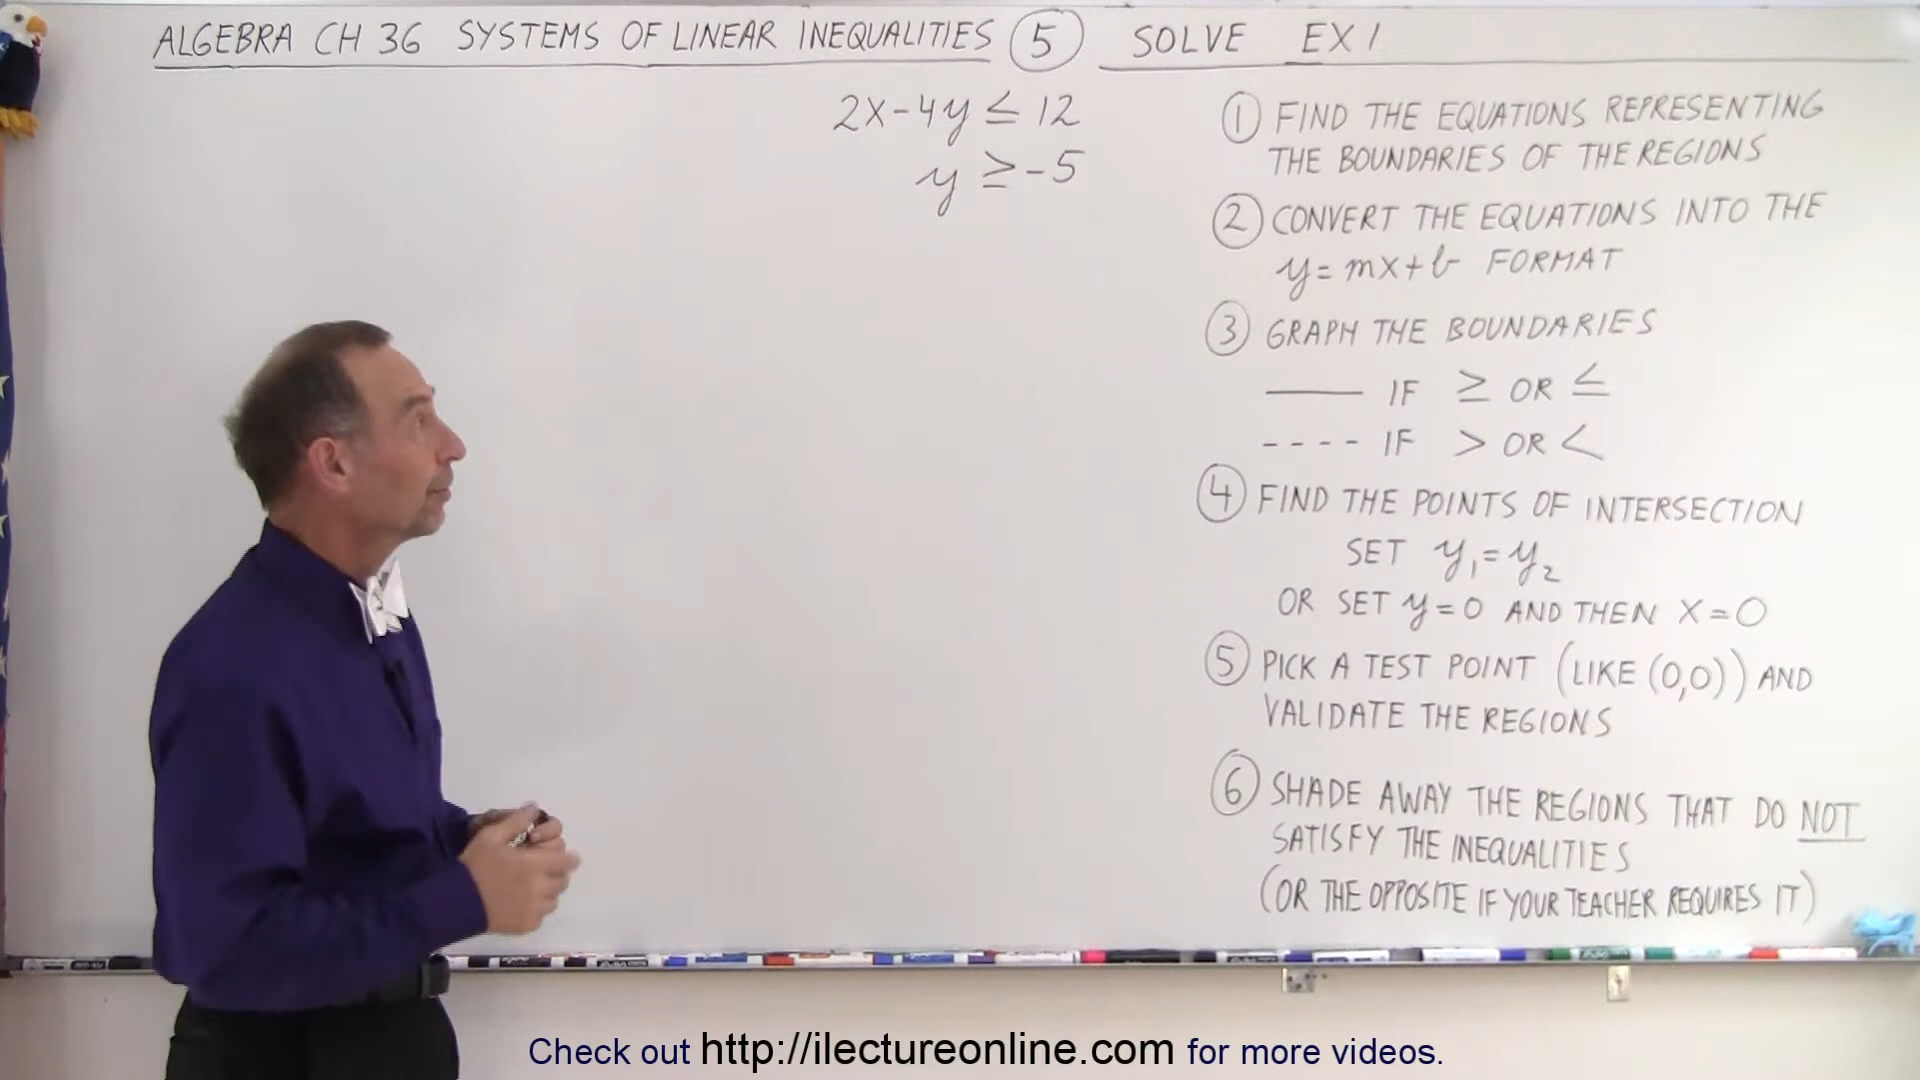 ALGEBRA CH 36 SYSTEMS OF LINEAR INEQUALITIES 5 SOLVE EX 1
2x-4y ≤ 12
y ≥ -5
1 FIND THE EQUATIONS REPRESENTING
THE BOUNDARIES OF THE REGIONS
2 CONVERT THE EQUATIONS INTO THE
y = mx + b FORMAT
3 GRAPH THE BOUNDARIES
—— IF ≥ OR ≤
---- IF > OR <
4 FIND THE POINTS OF INTERSECTION
SET y₁ = y₂
OR SET y = 0 AND THEN X = 0
5 PICK A TEST POINT (LIKE (0,0)) AND
VALIDATE THE REGIONS
6 SHADE AWAY THE REGIONS THAT DO NOT
SATISFY THE INEQUALITIES
(OR THE OPPOSITE IF YOUR TEACHER REQUIRES IT)
Check out http://ilectureonline.com for more videos.